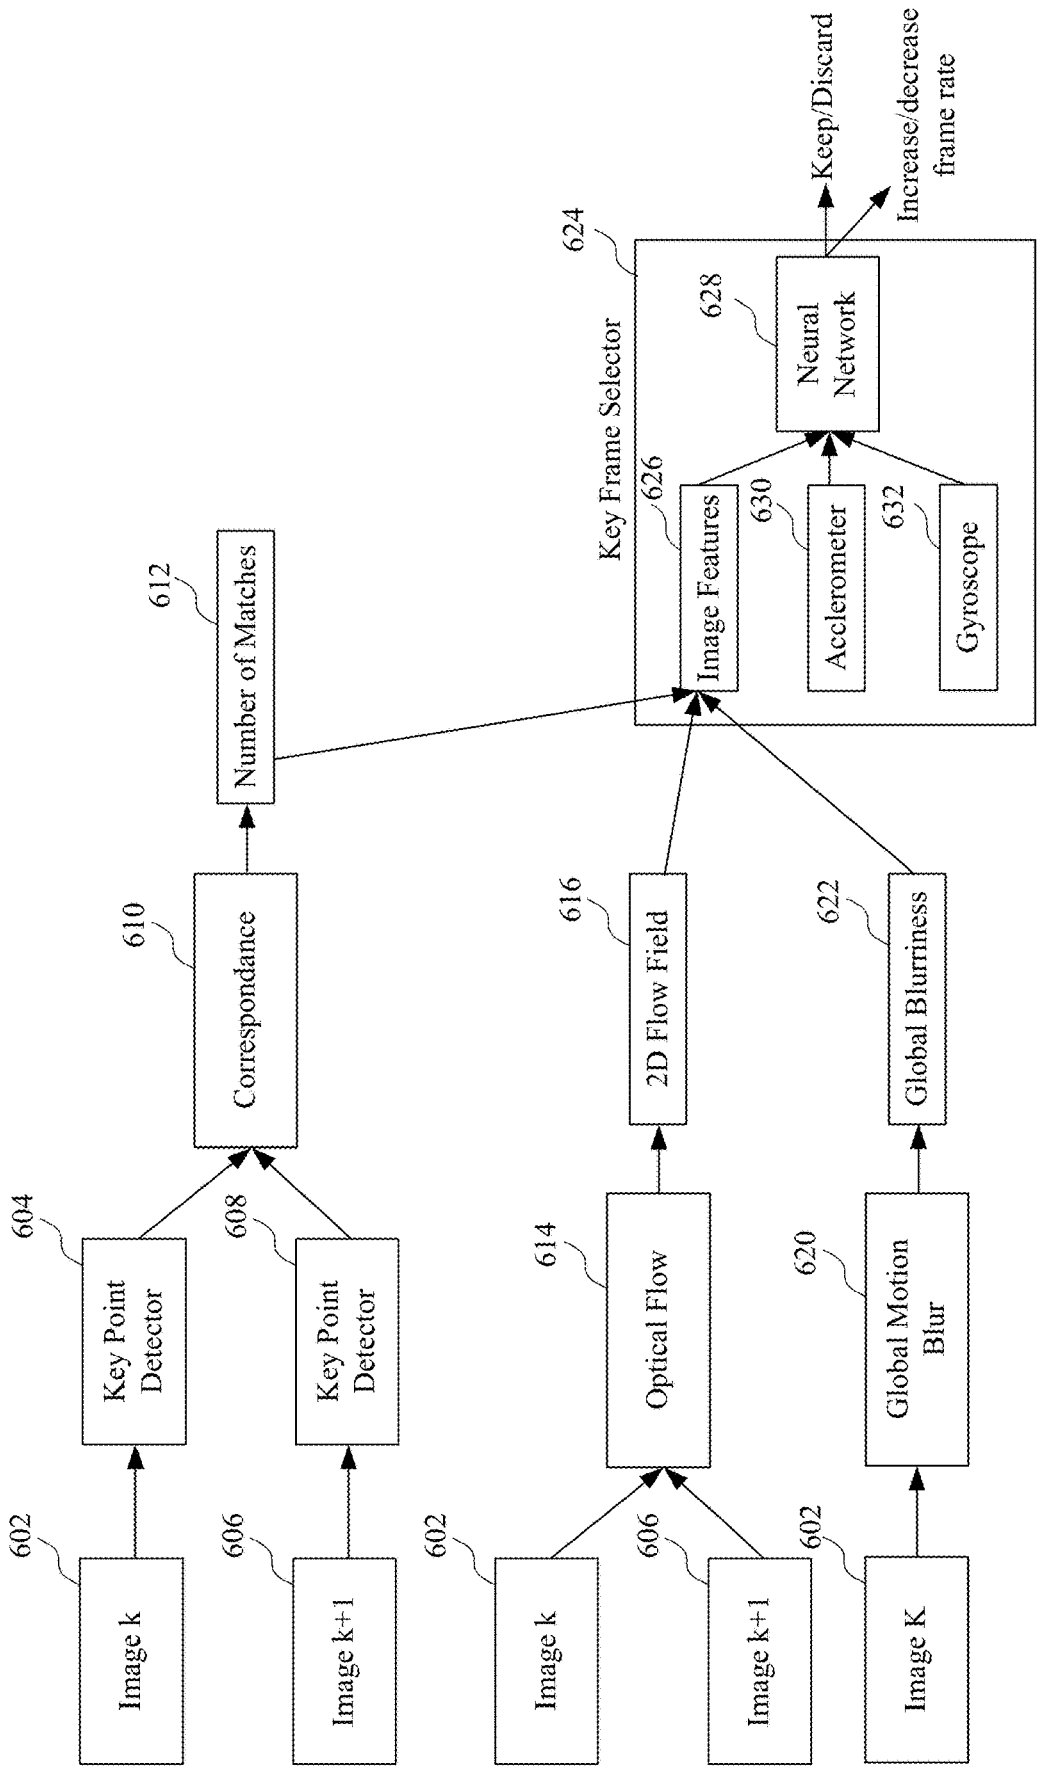 602
Image k
604
Key Point
Detector
606
Image k+1
608
Key Point
Detector
610
Correspondance
612
Number of Matches
602
Image k
606
Image k+1
614
Optical Flow
616
2D Flow Field
602
Image K
620
Global Motion
Blur
622
Global Blurriness
Key Frame Selector
624
626
Image Features
630
Acclerometer
632
Gyroscope
628
Neural
Network
Keep/Discard
Increase/decrease
frame rate